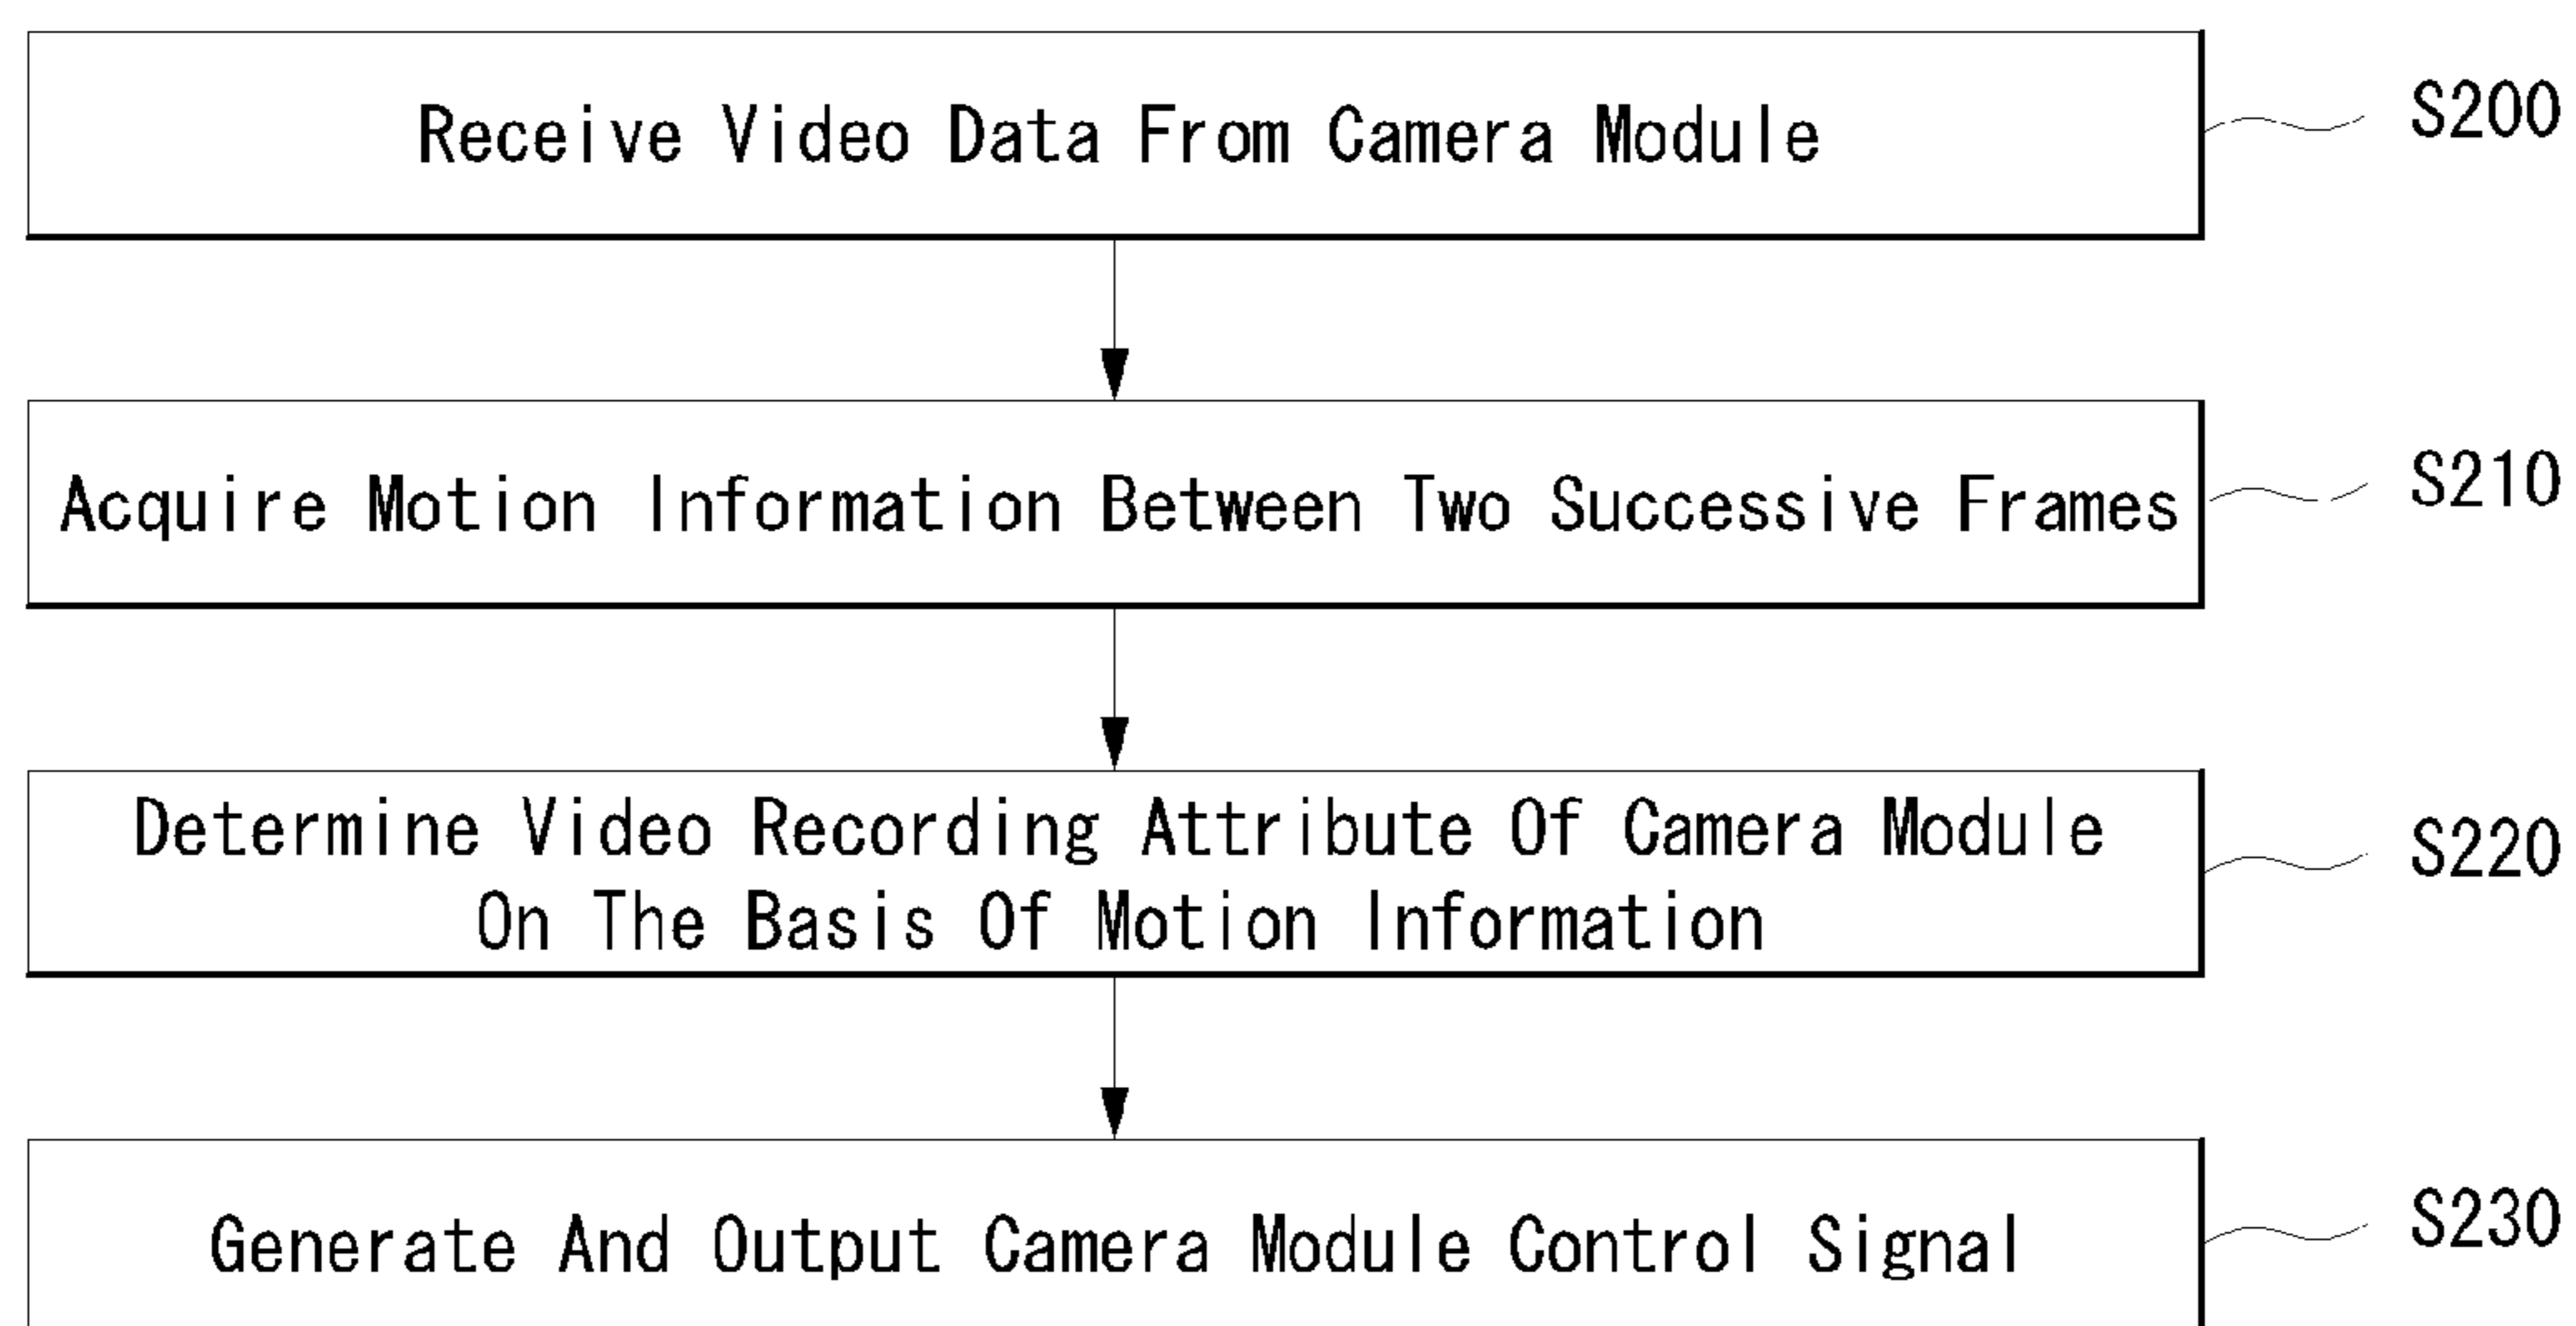 Receive Video Data From Camera Module
S200
Acquire Motion Information Between Two Successive Frames
S210
Determine Video Recording Attribute Of Camera Module
On The Basis Of Motion Information
S220
Generate And Output Camera Module Control Signal
S230